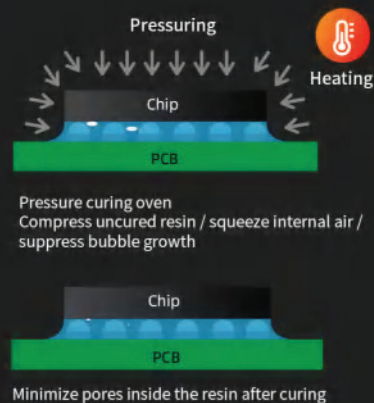 Pressuring
Heating
Chip
PCB
Pressure curing oven
Compress uncured resin / squeeze internal air /
suppress bubble growth
Chip
PCB
Minimize pores inside the resin after curing